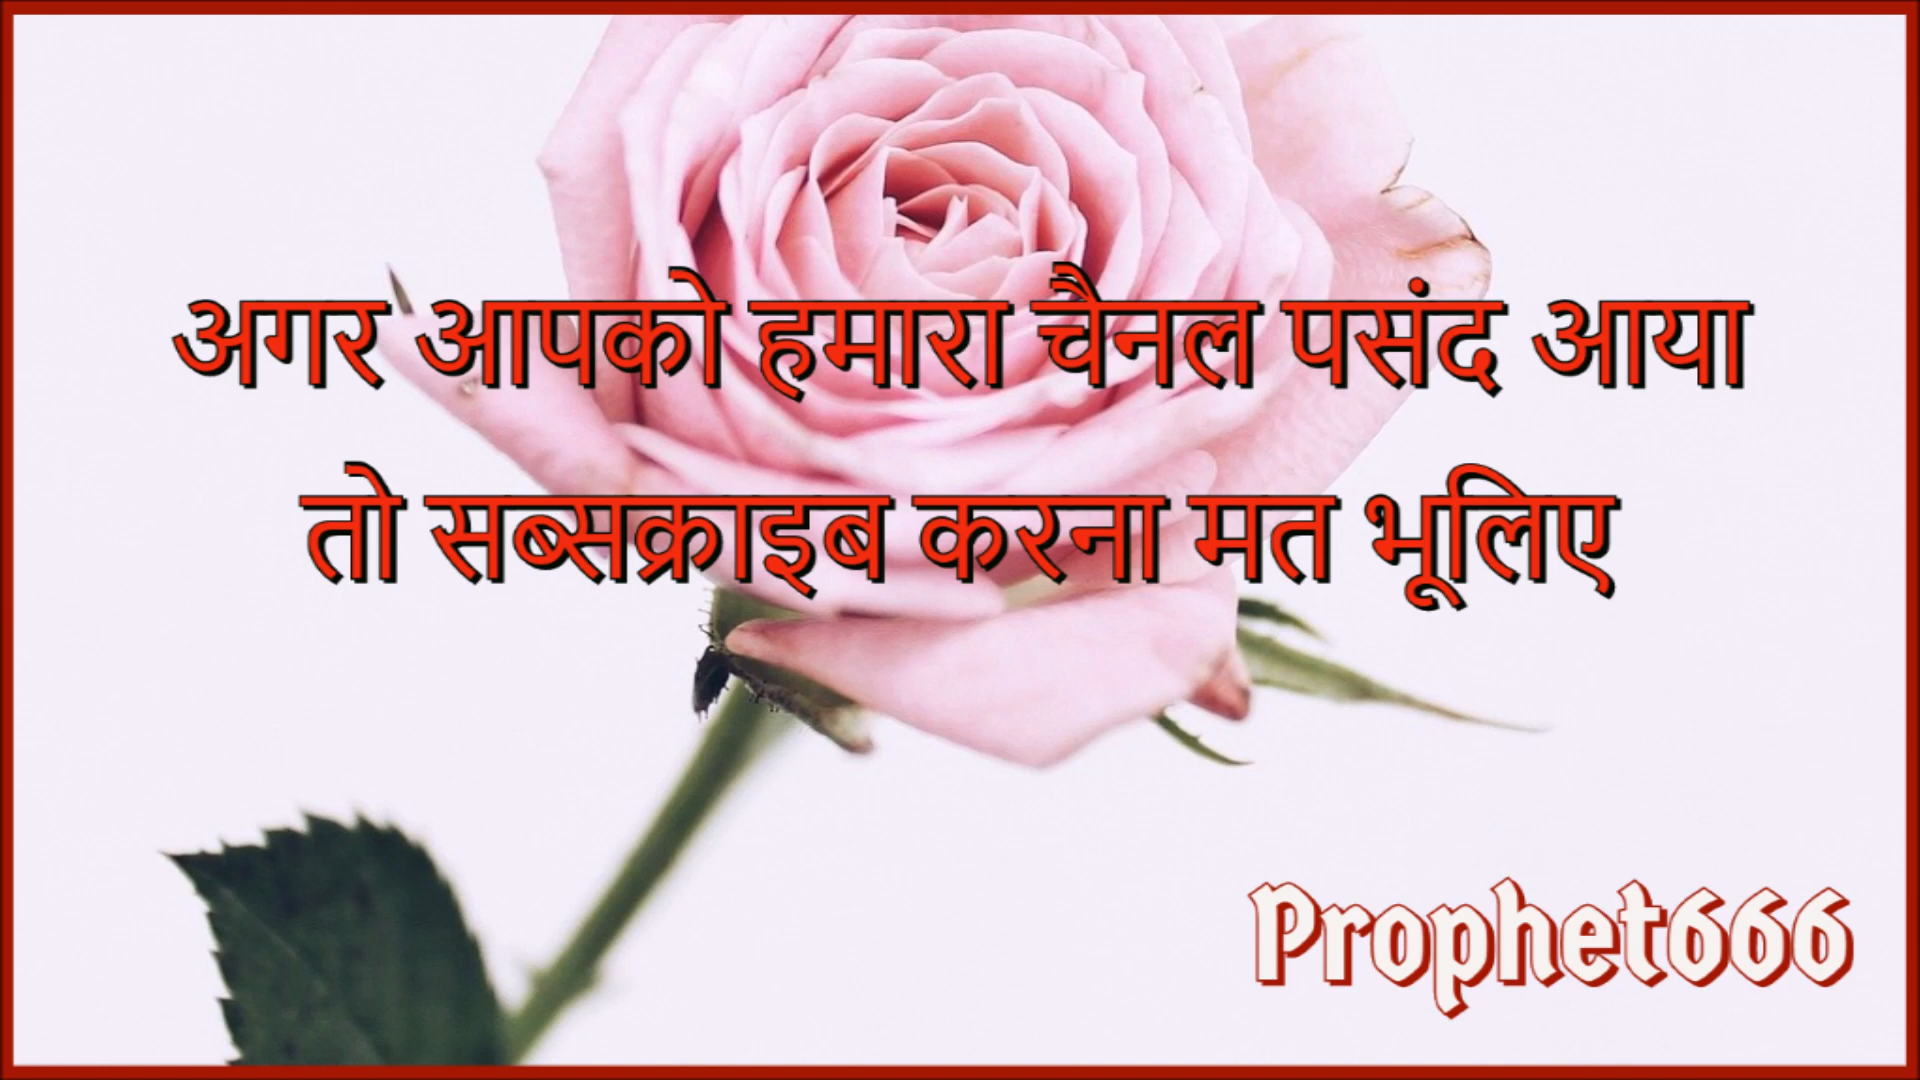 अगर आपको हमारा चैनल पसंद आया
तो सब्सक्राइब करना मत भूलिए
Prophet666